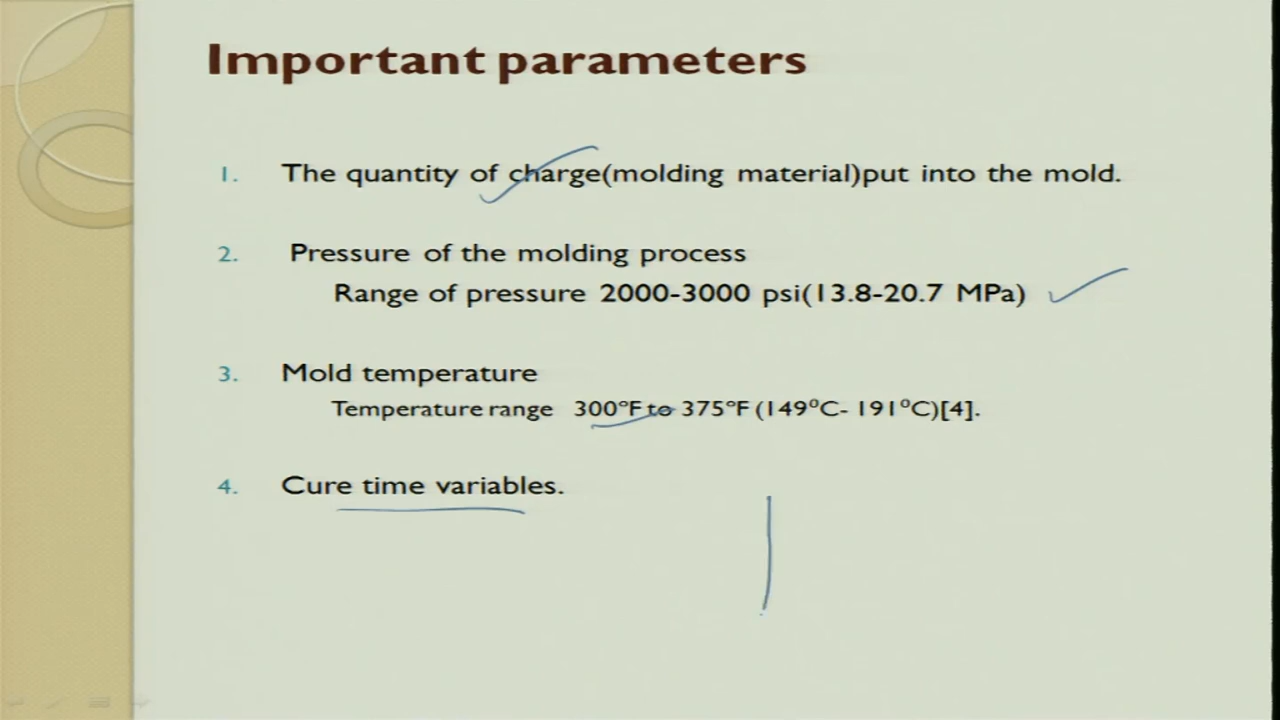 Important parameters
1. The quantity of charge(molding material)put into the mold.
2. Pressure of the molding process
Range of pressure 2000-3000 psi(13.8-20.7 MPa)
3. Mold temperature
Temperature range 300°F to 375°F (149⁰C- 191⁰C)[4].
4. Cure time variables.